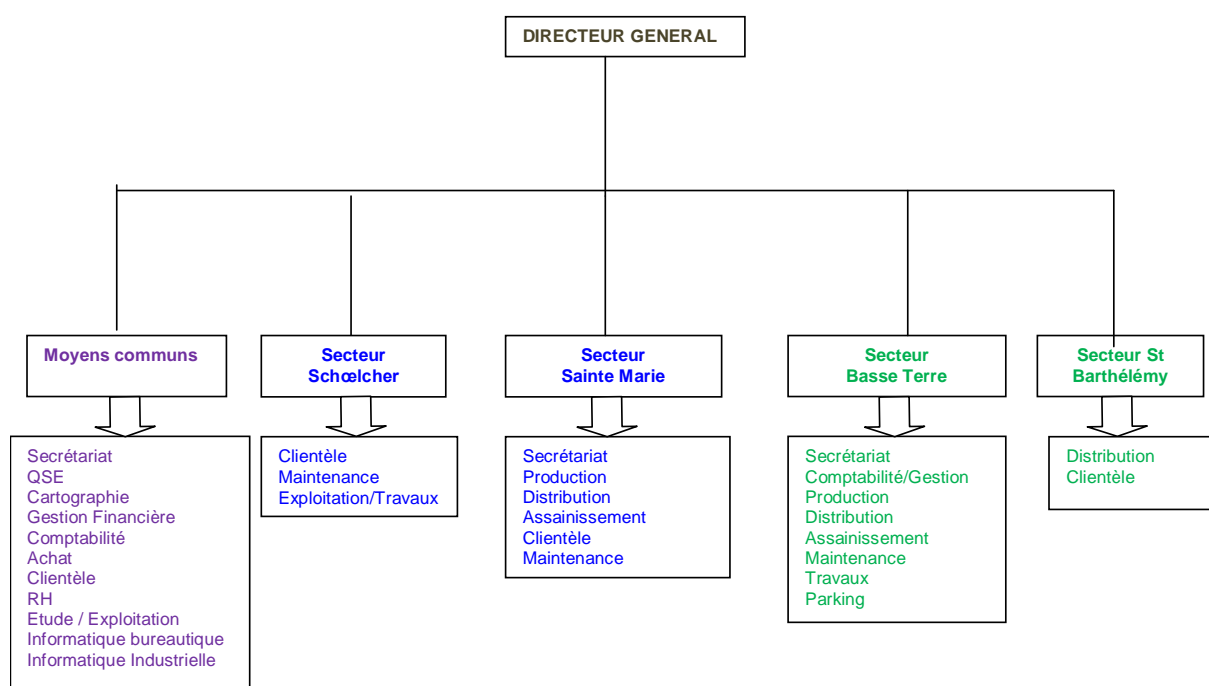 DIRECTEUR GENERAL
Moyens communs
Secrétariat
QSE
Cartographie
Gestion Financière
Comptabilité
Achat
Clientèle
RH
Etude / Exploitation
Informatique bureautique
Informatique Industrielle
Secteur
Schœlcher
Clientèle
Maintenance
Exploitation/Travaux
Secteur
Sainte Marie
Secrétariat
Production
Distribution
Assainissement
Clientèle
Maintenance
Secteur
Basse Terre
Secrétariat
Comptabilité/Gestion
Production
Distribution
Assainissement
Maintenance
Travaux
Parking
Secteur St
Barthélémy
Distribution
Clientèle